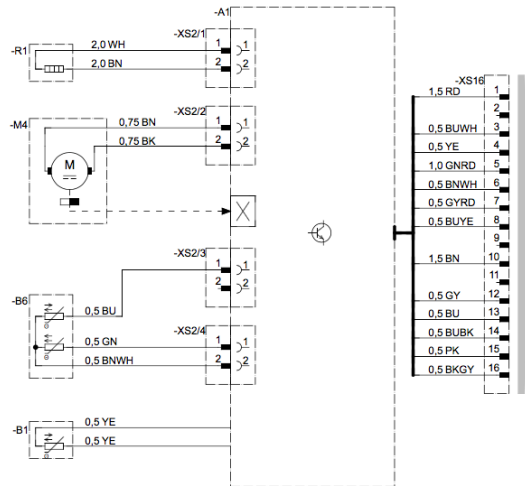 -A1
-R1
2,0 WH
2,0 BN
-XS2/1
1 1
2 2
-M4
0,75 BN
0,75 BK
M
-XS2/2
1 1
2 2
-XS2/3
1 1
2 2
-B6
0,5 BU
0,5 GN
0,5 BNWH
-XS2/4
1 1
2 2
-B1
0,5 YE
0,5 YE
-XS16
1,5 RD 1
2
0,5 BUWH 3
0,5 YE 4
1,0 GNRD 5
0,5 BNWH 6
0,5 GYRD 7
0,5 BUYE 8
9
1,5 BN 10
11
0,5 GY 12
0,5 BU 13
0,5 BUBK 14
0,5 PK 15
0,5 BKGY 16